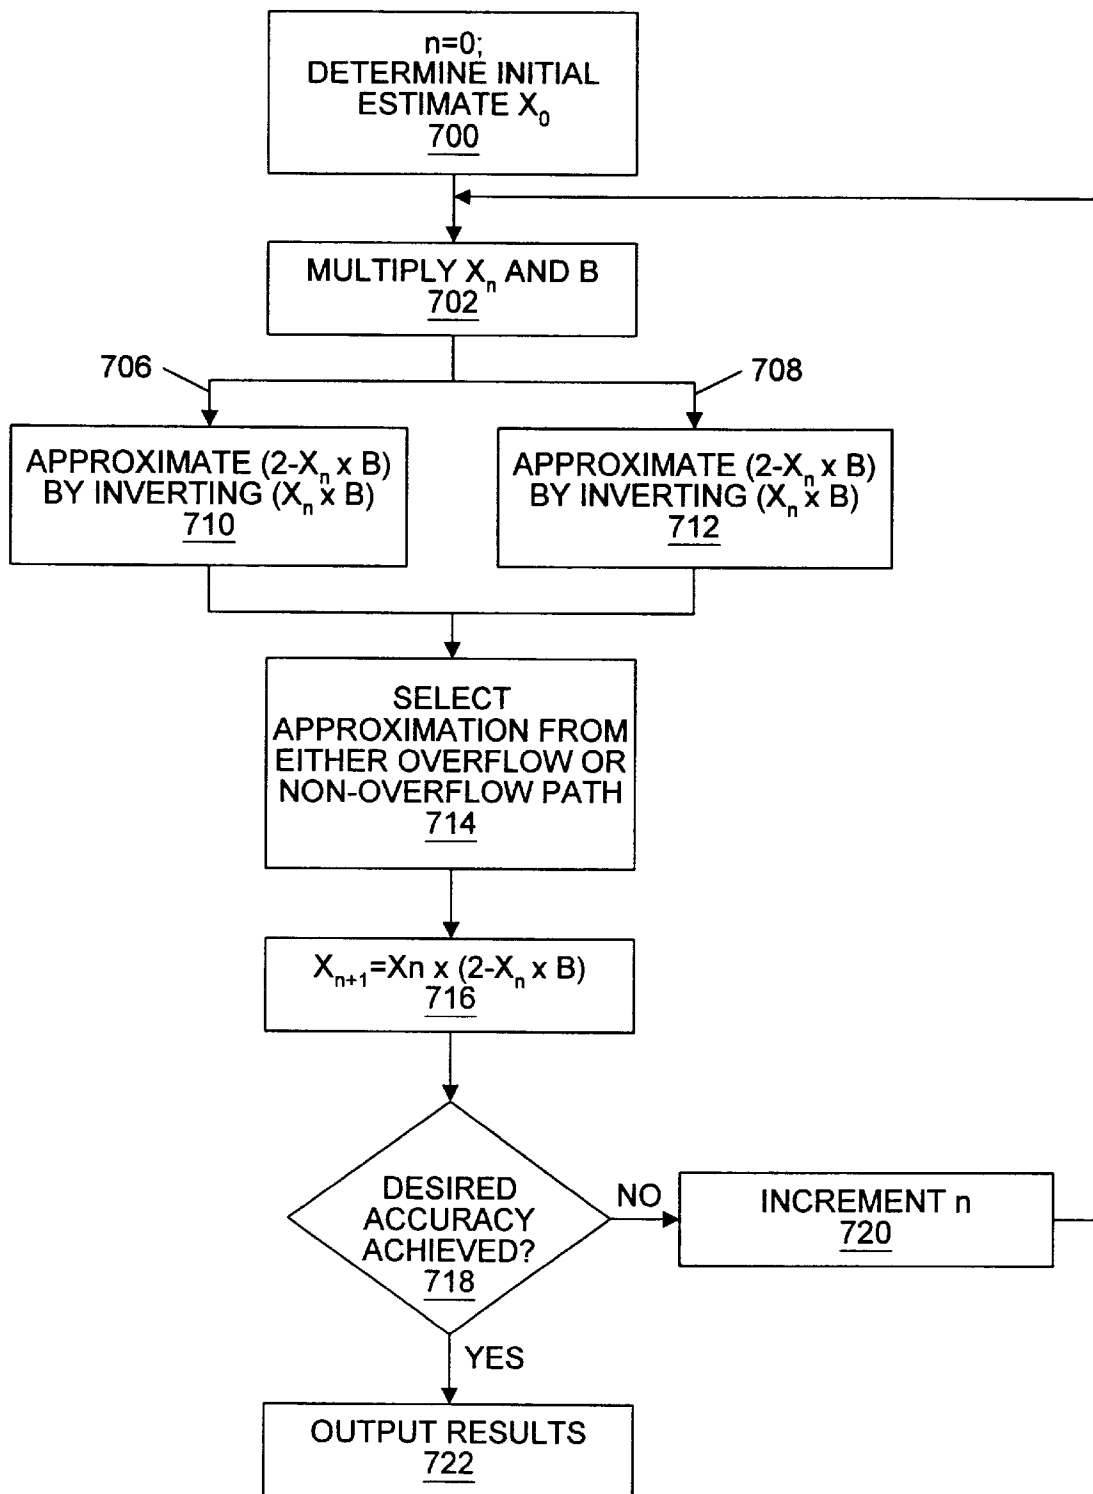 n=0;
DETERMINE INITIAL
ESTIMATE X₀
700
MULTIPLY Xₙ AND B
702
706
708
APPROXIMATE (2-Xₙ x B)
BY INVERTING (Xₙ x B)
710
APPROXIMATE (2-Xₙ x B)
BY INVERTING (Xₙ x B)
712
SELECT
APPROXIMATION FROM
EITHER OVERFLOW OR
NON-OVERFLOW PATH
714
Xₙ₊₁=Xn x (2-Xₙ x B)
716
DESIRED
ACCURACY
ACHIEVED?
718
NO
INCREMENT n
720
YES
OUTPUT RESULTS
722